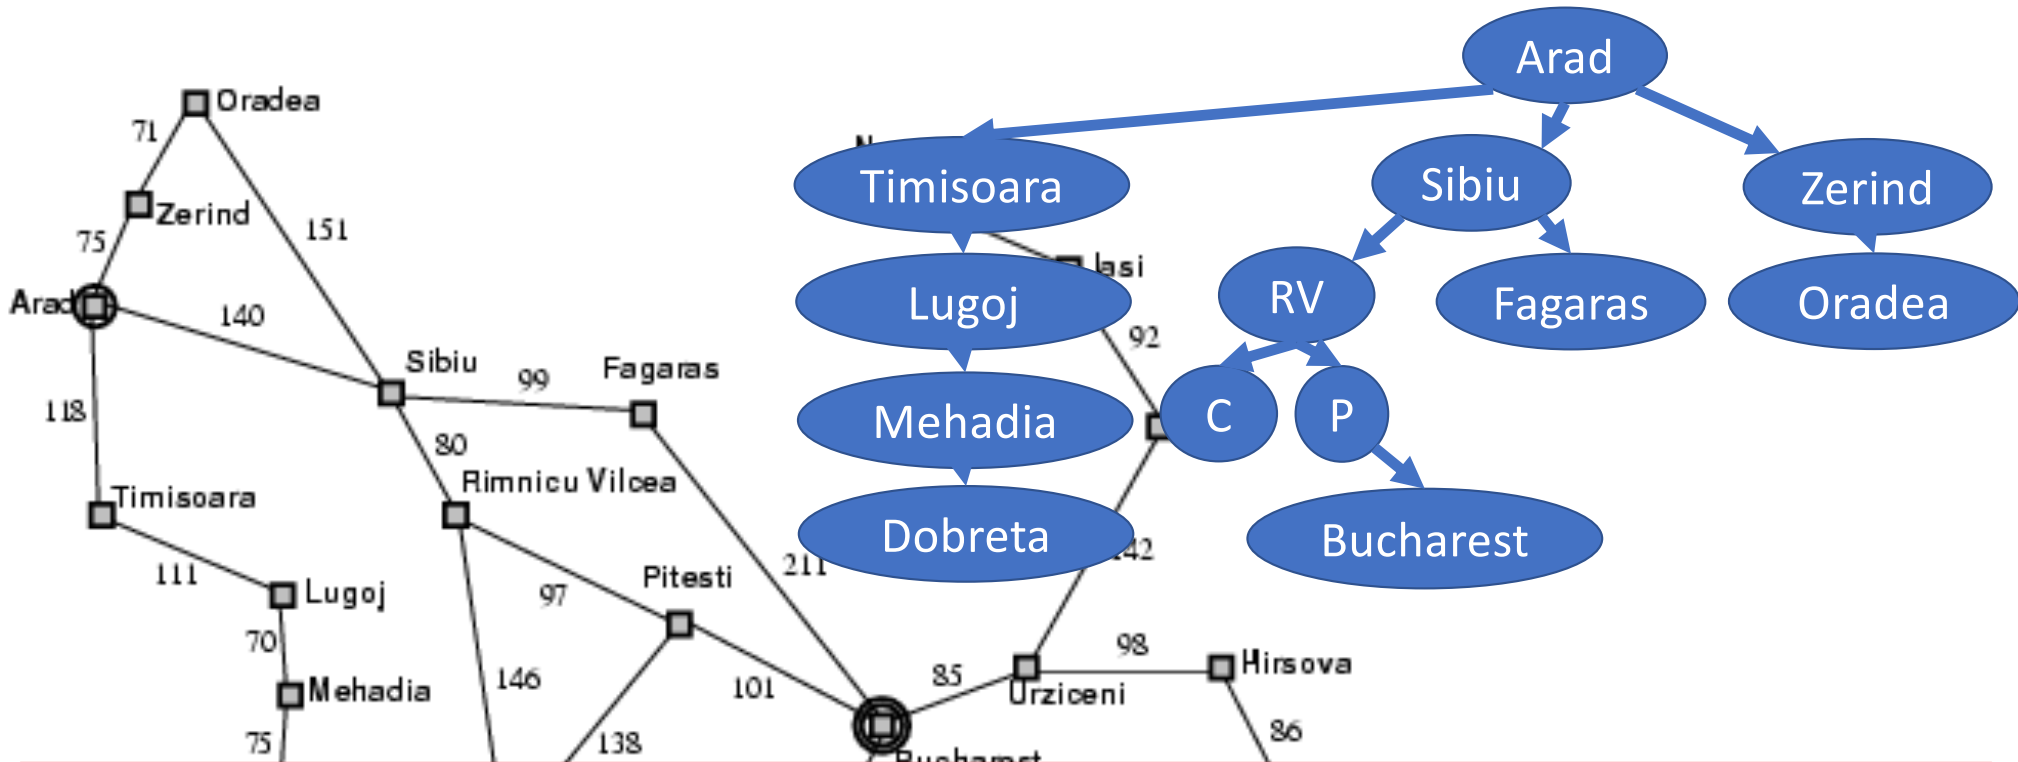 Arad
Oradea
71
Timisoara
Sibiu
Zerind
Zerind
151
75
Iasi
Arad
140
Lugoj
RV
Fagaras
Oradea
92
Sibiu
99
Fagaras
118
80
Mehadia
C
P
Timisoara
Rimnicu Vilcea
Dobreta
Bucharest
142
111
Lugoj
97
Pitesti
211
70
Mehadia
146
101
85
98
Hirsova
Urziceni
75
138
86
Bucharest